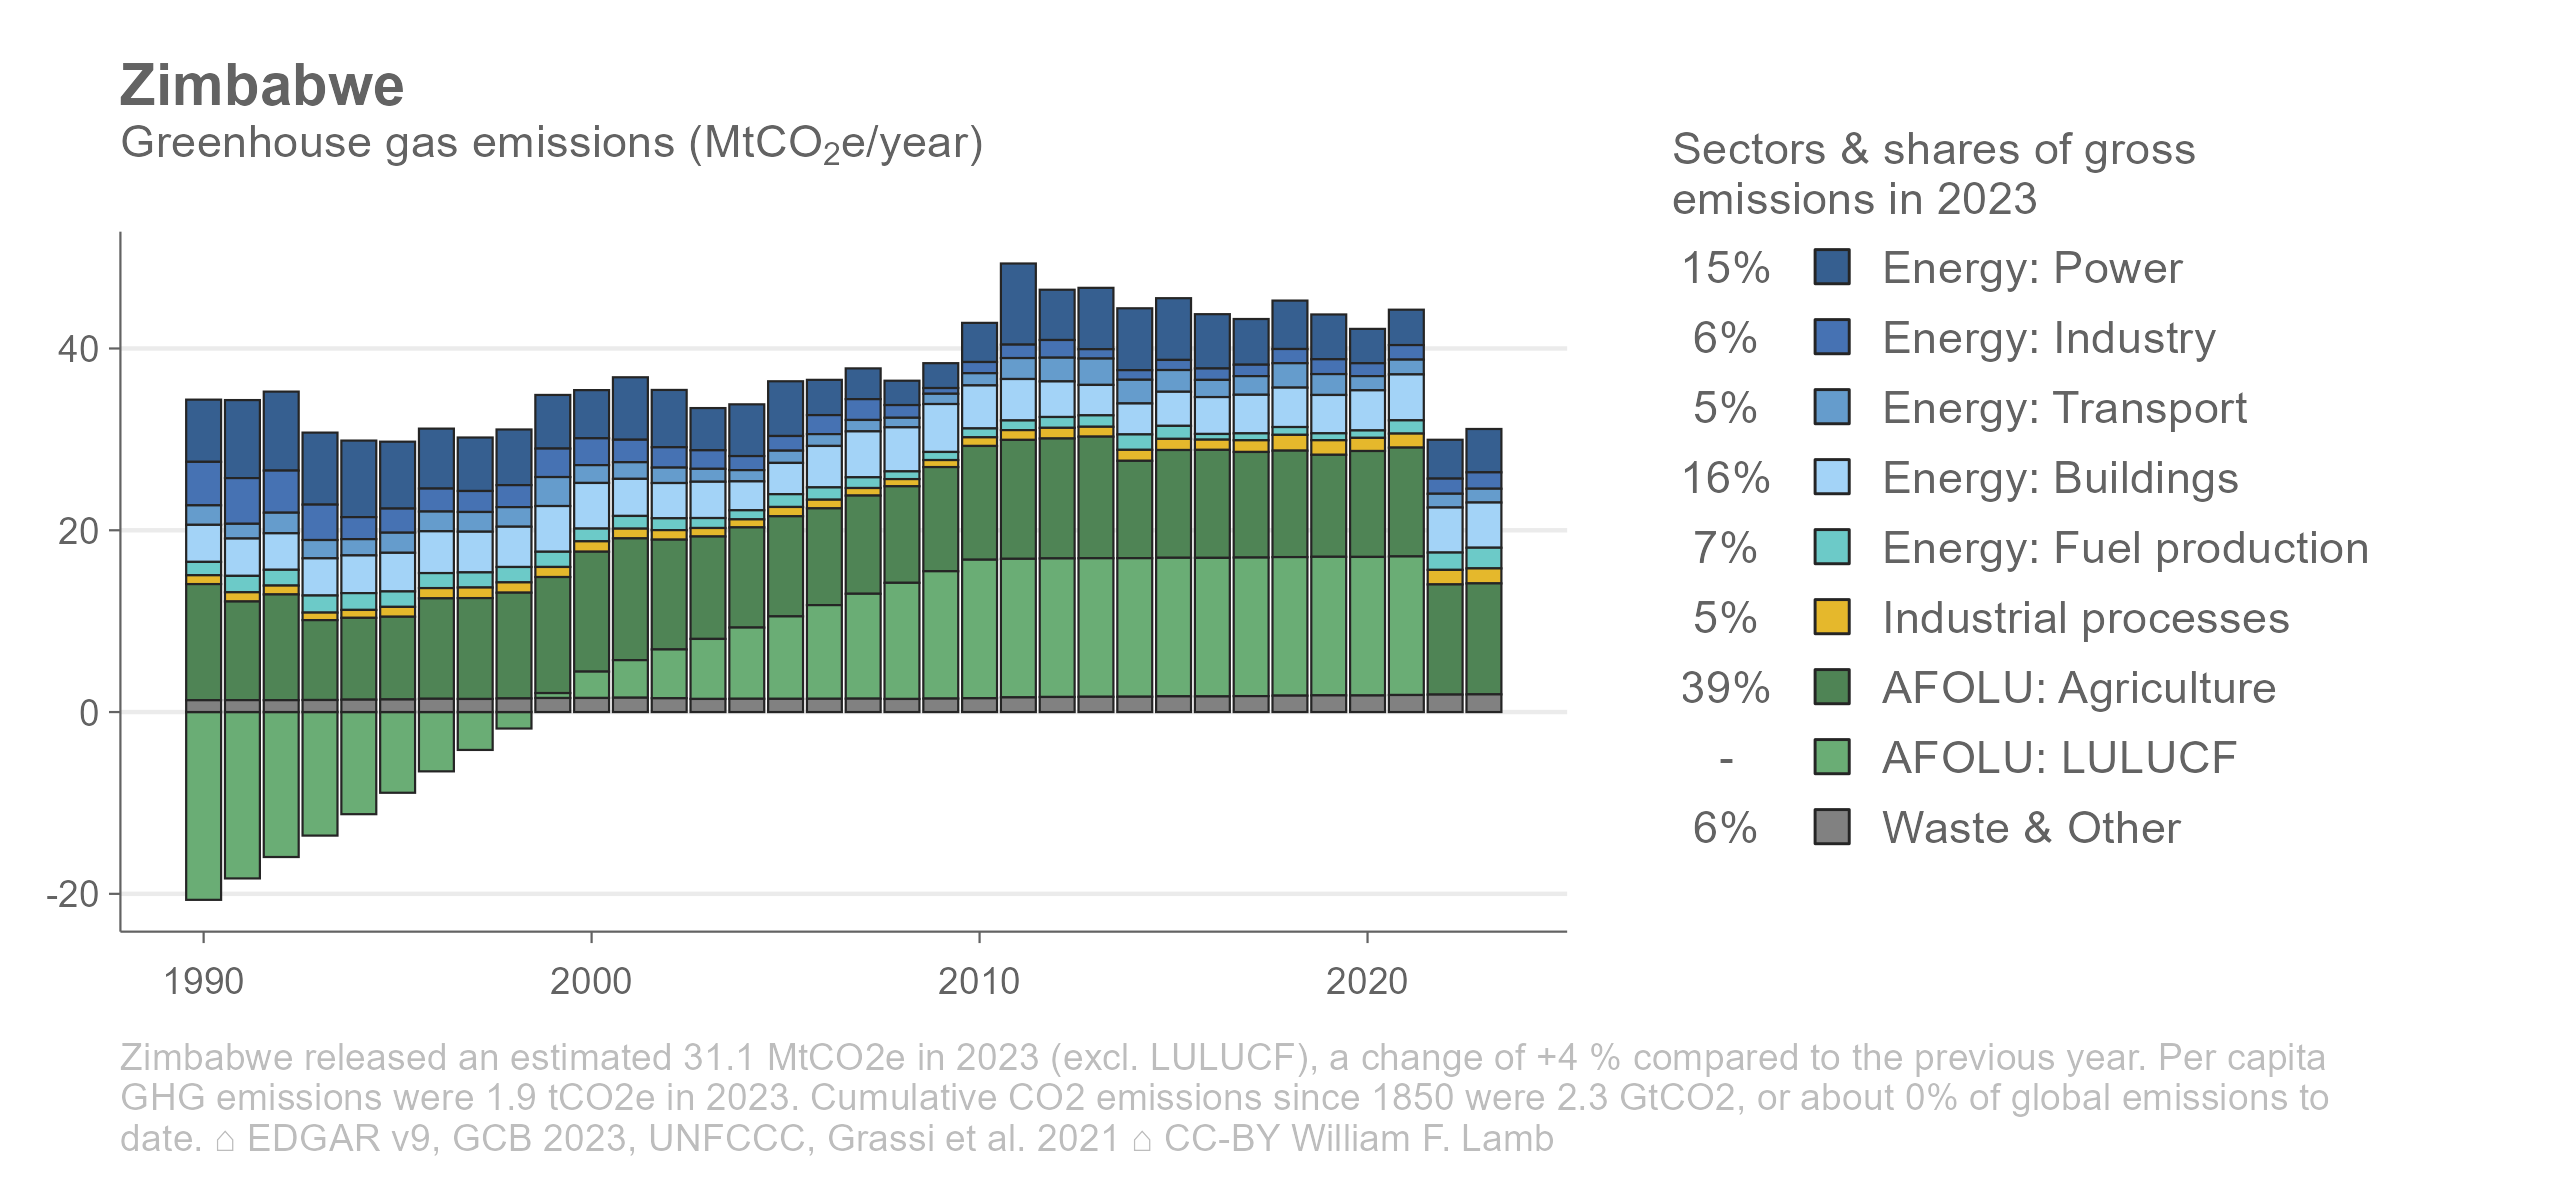 Zimbabwe
Greenhouse gas emissions (MtCO₂e/year)
40
20
0
-20
1990 2000 2010 2020
Sectors & shares of gross
emissions in 2023
15% Energy: Power
6% Energy: Industry
5% Energy: Transport
16% Energy: Buildings
7% Energy: Fuel production
5% Industrial processes
39% AFOLU: Agriculture
- AFOLU: LULUCF
6% Waste & Other
Zimbabwe released an estimated 31.1 MtCO2e in 2023 (excl. LULUCF), a change of +4 % compared to the previous year. Per capita
GHG emissions were 1.9 tCO2e in 2023. Cumulative CO2 emissions since 1850 were 2.3 GtCO2, or about 0% of global emissions to
date. ⌂ EDGAR v9, GCB 2023, UNFCCC, Grassi et al. 2021 ⌂ CC-BY William F. Lamb